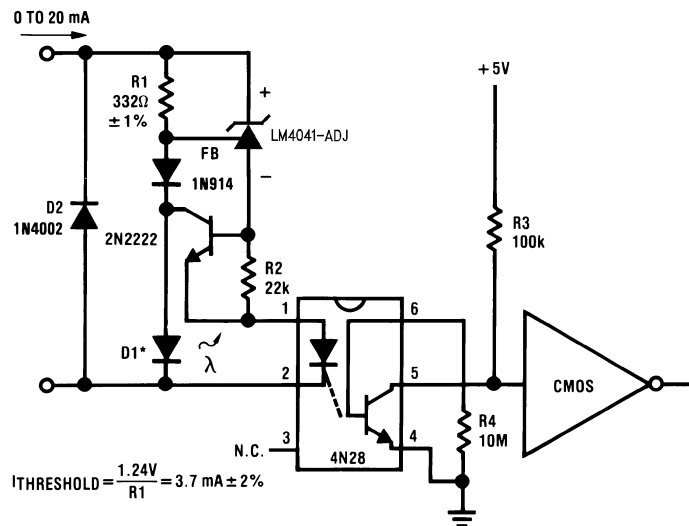 0 TO 20 mA
+5V
R1
332Ω
±1%
+
LM4041-ADJ
FB
−
1N914
D2
1N4002
2N2222
R2
22k
R3
100k
1
6
D1*
λ
2
5
CMOS
3
N.C.
4
4N28
R4
10M
ITHRESHOLD = 1.24V / R1 = 3.7 mA ± 2%